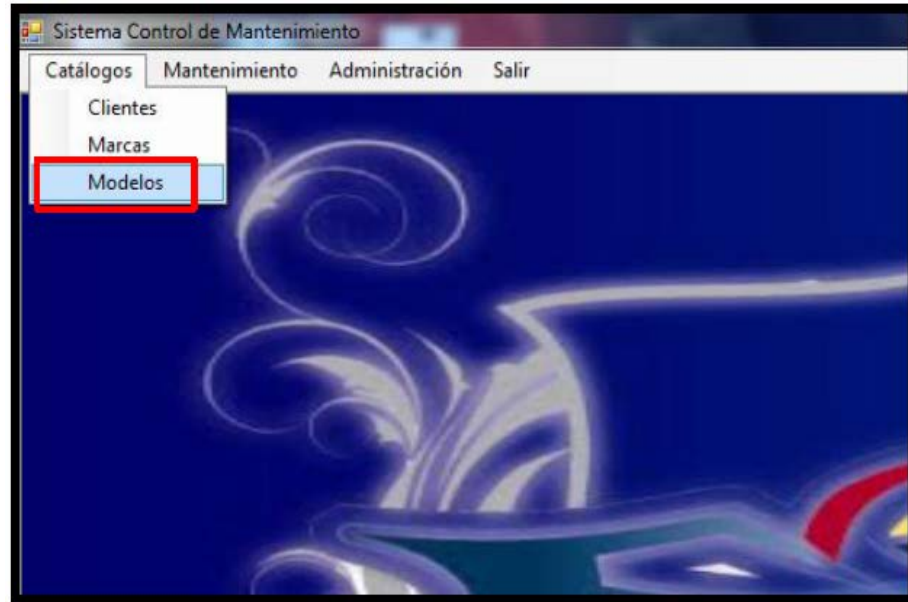 Sistema Control de Mantenimiento
Catálogos Mantenimiento Administración Salir
Clientes
Marcas
Modelos